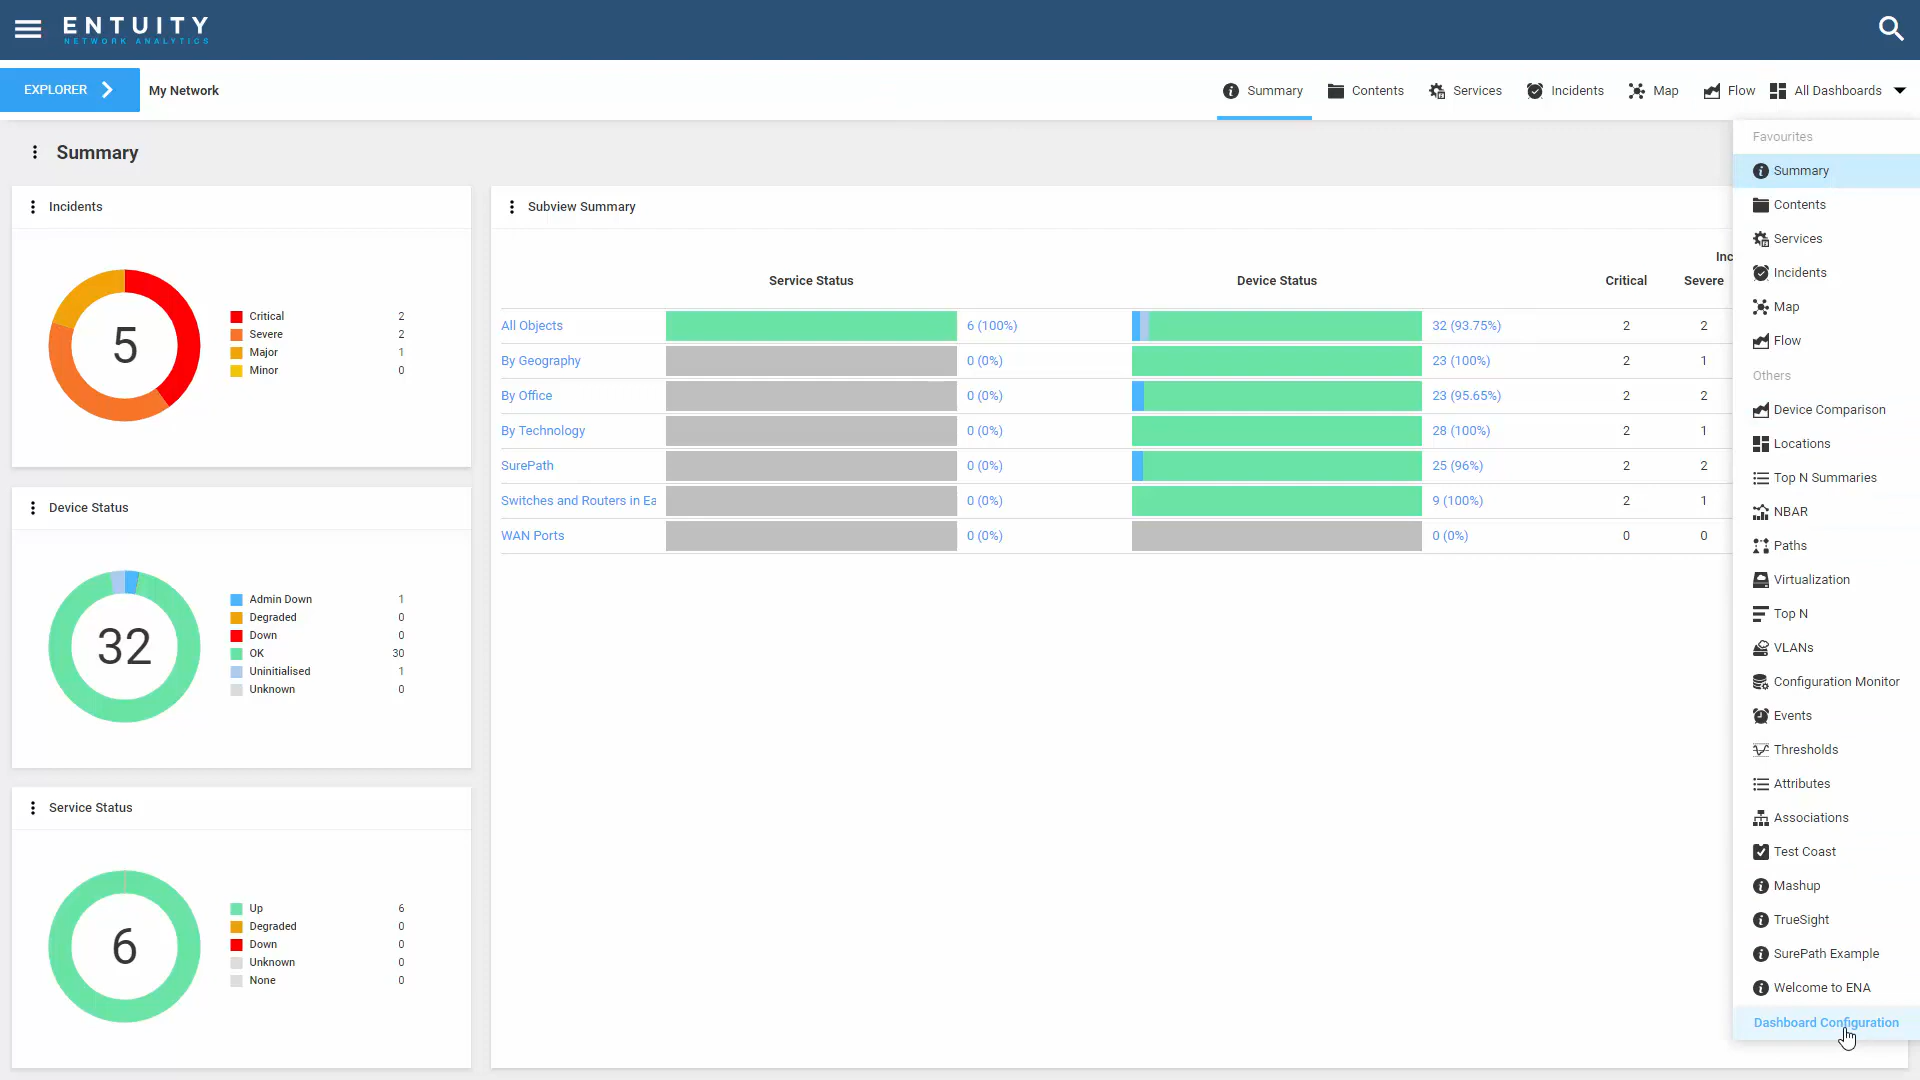 ENTUITY
NETWORK ANALYTICS
EXPLORER
My Network
Summary
Contents
Services
Incidents
Map
Flow
All Dashboards
Summary
Incidents
5
Critical 2
Severe 2
Major 1
Minor 0
Device Status
32
Admin Down 1
Degraded 0
Down 0
OK 30
Uninitialised 1
Unknown 0
Service Status
6
Up 6
Degraded 0
Down 0
Unknown 0
None 0
Subview Summary
Inc
Service Status Device Status Critical Severe
All Objects 6 (100%) 32 (93.75%) 2 2
By Geography 0 (0%) 23 (100%) 2 1
By Office 0 (0%) 23 (95.65%) 2 2
By Technology 0 (0%) 28 (100%) 2 1
SurePath 0 (0%) 25 (96%) 2 2
Switches and Routers in Ea 0 (0%) 9 (100%) 2 1
WAN Ports 0 (0%) 0 (0%) 0 0
Favourites
Summary
Contents
Services
Incidents
Map
Flow
Others
Device Comparison
Locations
Top N Summaries
NBAR
Paths
Virtualization
Top N
VLANs
Configuration Monitor
Events
Thresholds
Attributes
Associations
Test Coast
Mashup
TrueSight
SurePath Example
Welcome to ENA
Dashboard Configuration